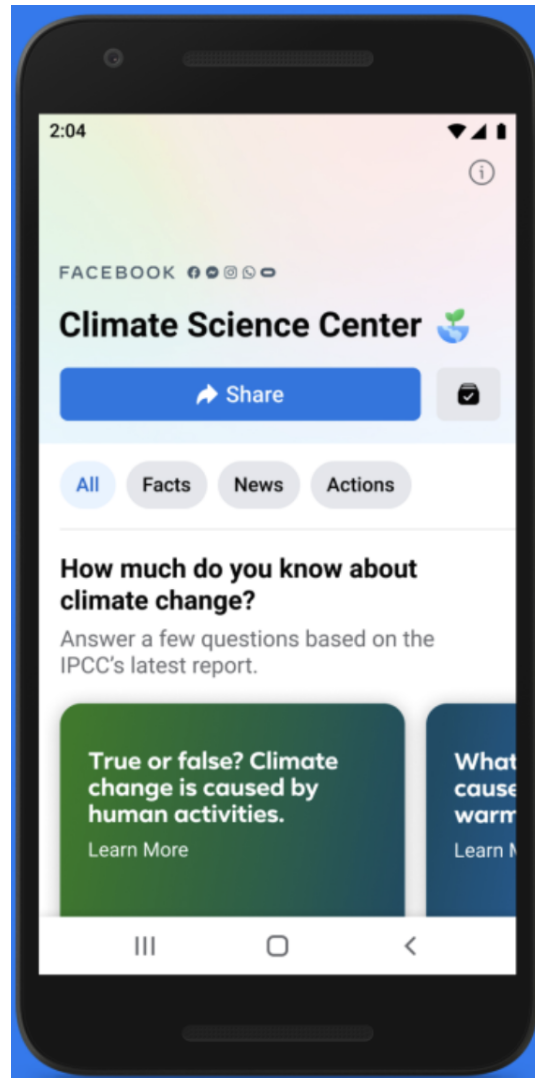 2:04
FACEBOOK
Climate Science Center
Share
All Facts News Actions
How much do you know about
climate change?
Answer a few questions based on the
IPCC's latest report.
True or false? Climate
change is caused by
human activities.
Learn More
What
cause
warm
Learn